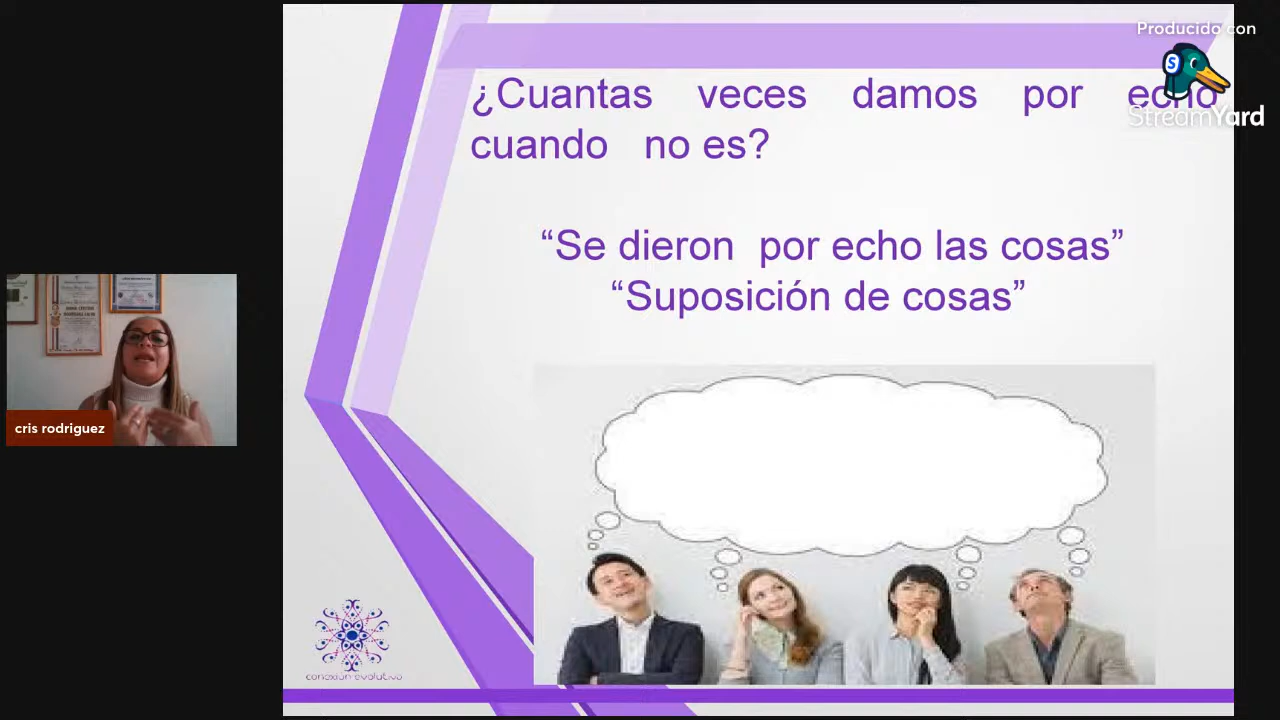 Producido con
StreamYard
¿Cuantas veces damos por echo
cuando no es?
“Se dieron por echo las cosas”
“Suposición de cosas”
cris rodriguez
conexión evolutiva